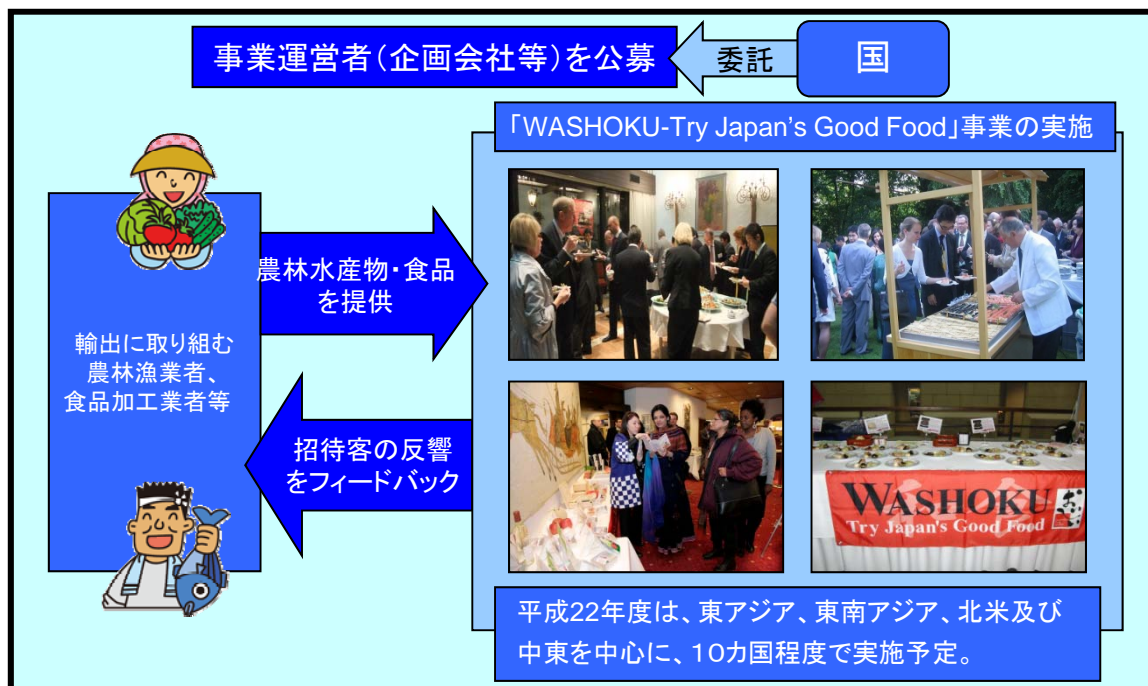 事業運営者(企画会社等)を公募
委託
国
「WASHOKU-Try Japan's Good Food」事業の実施
農林水産物・食品
を提供
輸出に取り組む
農林漁業者、
食品加工業者等
招待客の反響
をフィードバック
WASHOKU
Try Japan's Good Food
平成22年度は、東アジア、東南アジア、北米及び
中東を中心に、10カ国程度で実施予定。